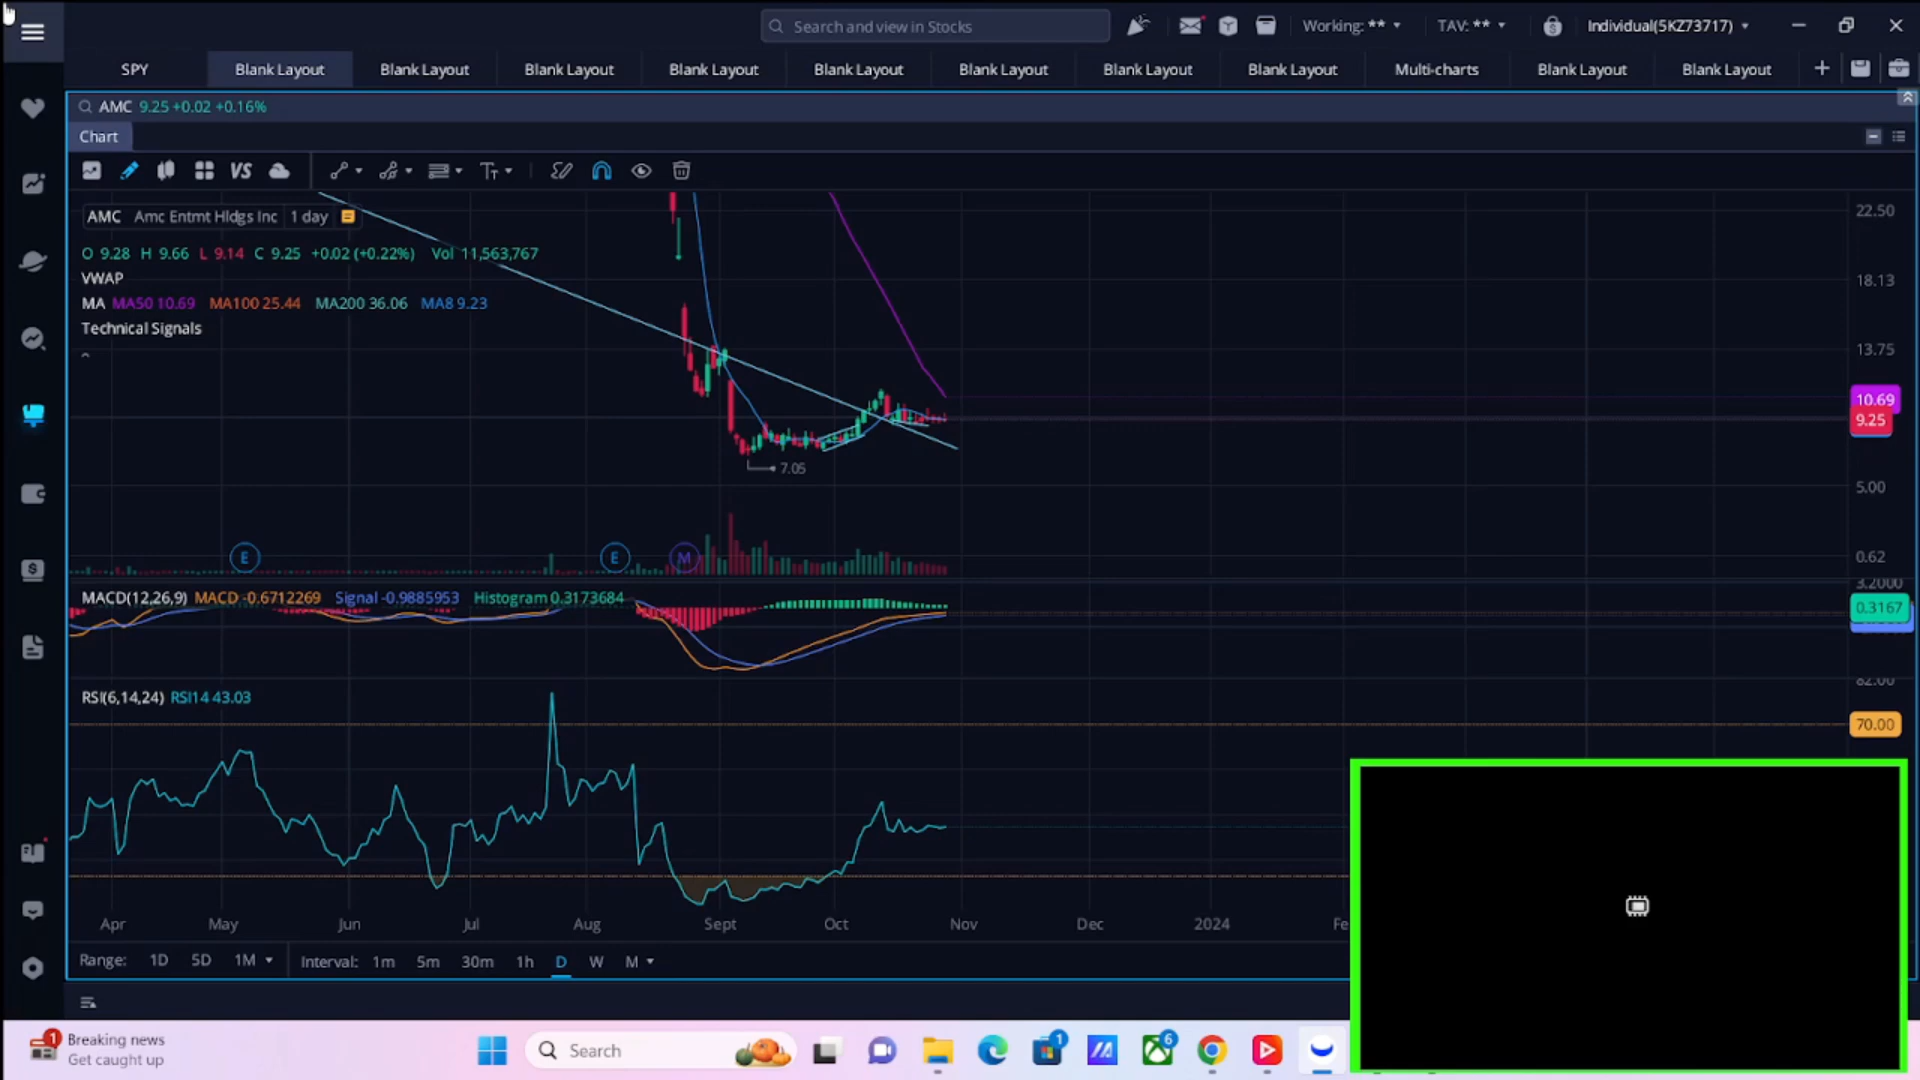 Search and view in Stocks
Working: **
TAV: **
Individual(5KZ73717)
SPY
Blank Layout
Blank Layout
Blank Layout
Blank Layout
Blank Layout
Blank Layout
Blank Layout
Blank Layout
Multi-charts
Blank Layout
Blank Layout
AMC 9.25 +0.02 +0.16%
Chart
VS
AMC Amc Entmt Hldgs Inc 1 day
O 9.28 H 9.66 L 9.14 C 9.25 +0.02 (+0.22%) Vol 11,563,767
VWAP
MA MA50 10.69 MA100 25.44 MA200 36.06 MA8 9.23
Technical Signals
22.50
18.13
13.75
10.69
9.25
5.00
0.62
7.05
E
E
M
MACD(12,26,9) MACD -0.6712269 Signal -0.9885953 Histogram 0.3173684
3.2000
0.3167
RSI(6,14,24) RSI14 43.03
82.00
70.00
Apr May Jun Jul Aug Sept Oct Nov Dec 2024
Range: 1D 5D 1M Interval: 1m 5m 30m 1h D W M
1
Breaking news
Get caught up
Search
1
6